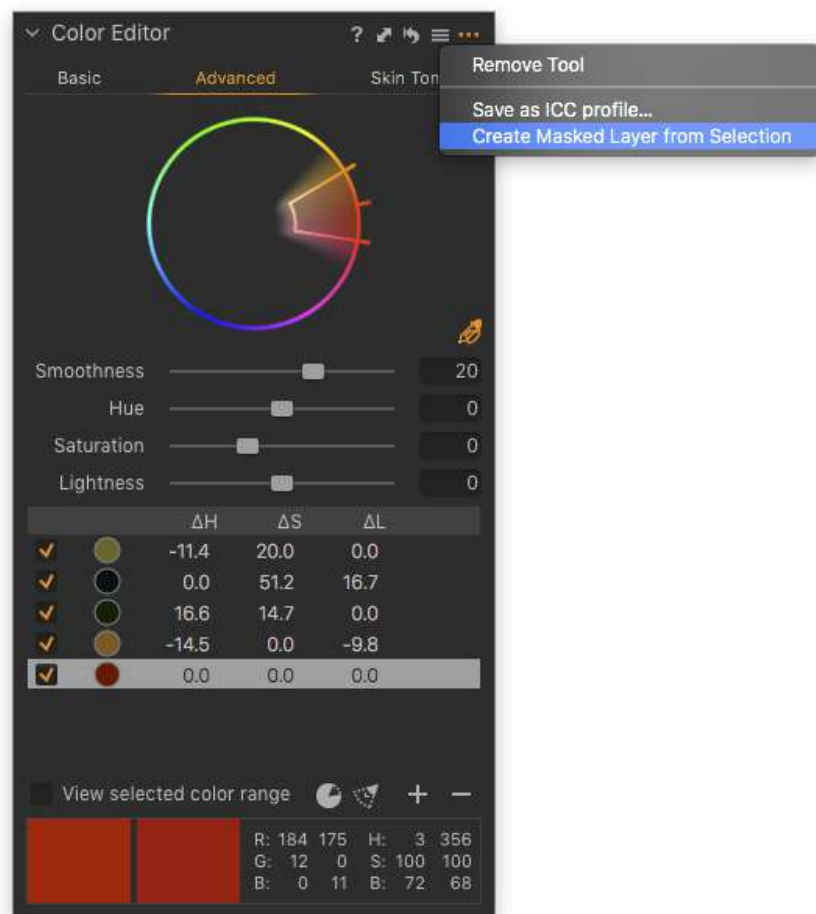 Color Editor ?
Remove Tool
Basic Advanced Skin Ton
Save as ICC profile...
Create Masked Layer from Selection
Smoothness 20
Hue 0
Saturation 0
Lightness 0
ΔH ΔS ΔL
-11.4 20.0 0.0
0.0 51.2 16.7
16.6 14.7 0.0
-14.5 0.0 -9.8
0.0 0.0 0.0
View selected color range + −
R: 184 175 H: 3 356
G: 12 0 S: 100 100
B: 0 11 B: 72 68